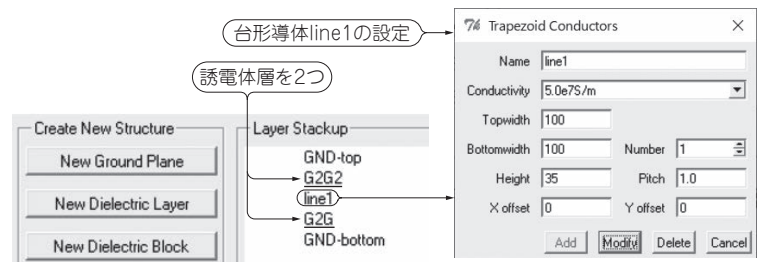 台形導体line1の設定
誘電体層を2つ
Create New Structure
New Ground Plane
New Dielectric Layer
New Dielectric Block
Layer Stackup
GND-top
G2G2
line1
G2G
GND-bottom
Trapezoid Conductors
Name line1
Conductivity 5.0e7S/m
Topwidth 100
Bottomwidth 100 Number 1
Height 35 Pitch 1.0
X offset 0 Y offset 0
Add Modify Delete Cancel